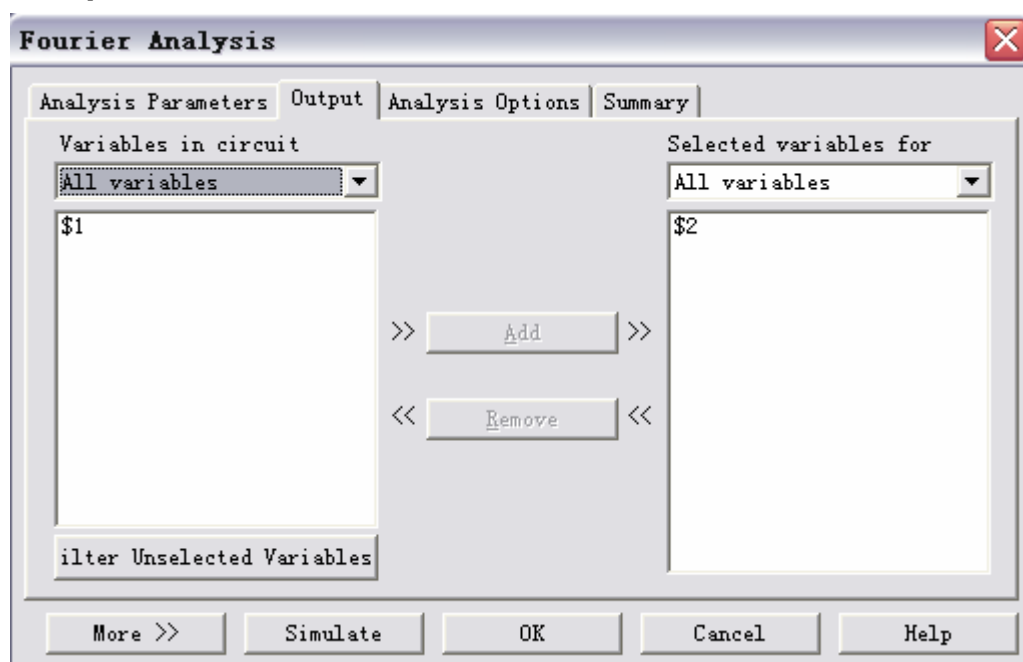 Fourier Analysis
Analysis Parameters Output Analysis Options Summary
Variables in circuit Selected variables for
All variables All variables
$1 $2
>> Add >>
<< Remove <<
ilter Unselected Variables
More >> Simulate OK Cancel Help